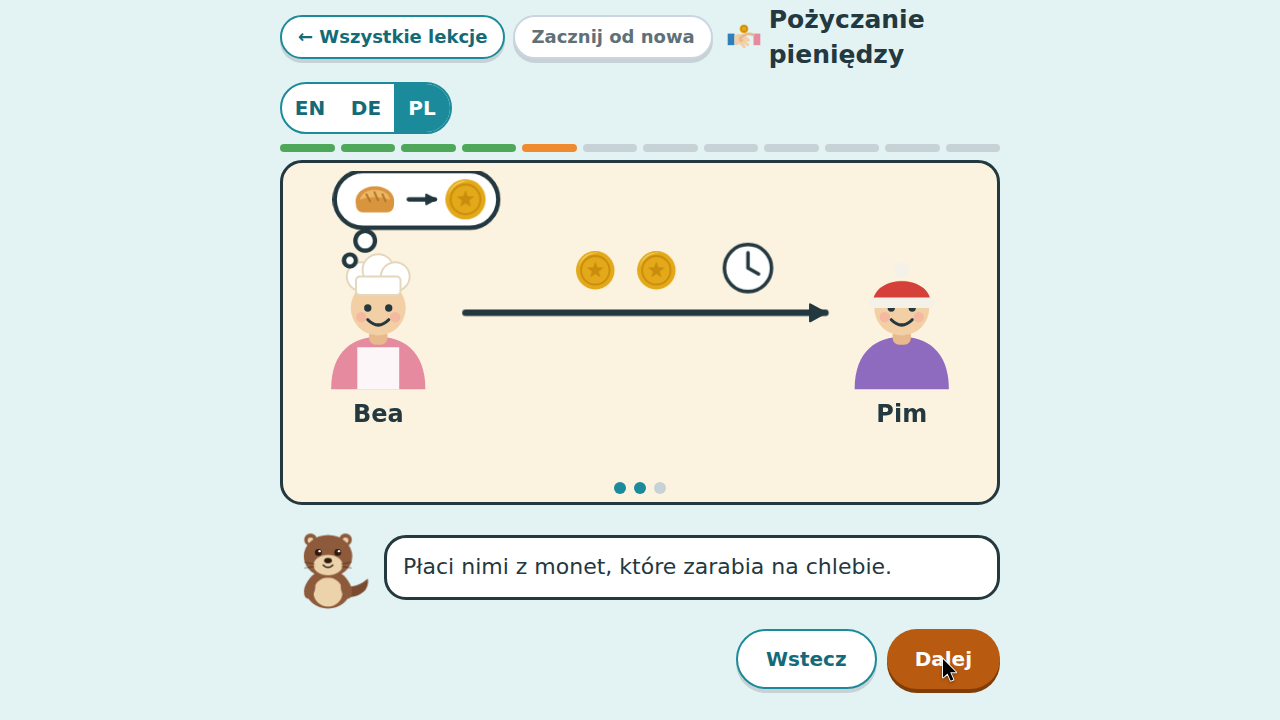 ← Wszystkie lekcje
Zacznij od nowa
Pożyczanie
pieniędzy
EN DE PL
Bea
Pim
Płaci nimi z monet, które zarabia na chlebie.
Wstecz
Dalej